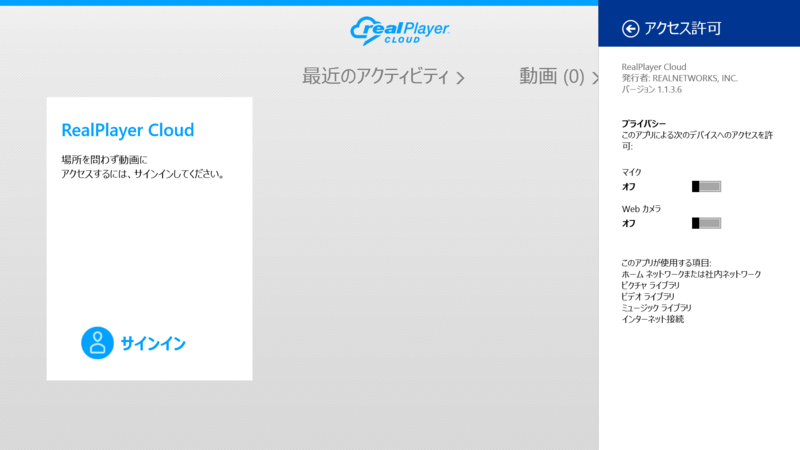 realPlayer
CLOUD
最近のアクティビティ
動画 (0)
RealPlayer Cloud
場所を問わず動画に
アクセスするには、サインインしてください。
サインイン
アクセス許可
RealPlayer Cloud
発行者: REALNETWORKS, INC.
バージョン 1.1.3.6
プライバシー
このアプリによる次のデバイスへのアクセスを許
可:
マイク
オフ
Web カメラ
オフ
このアプリが使用する項目:
ホーム ネットワークまたは社内ネットワーク
ピクチャ ライブラリ
ビデオ ライブラリ
ミュージック ライブラリ
インターネット接続